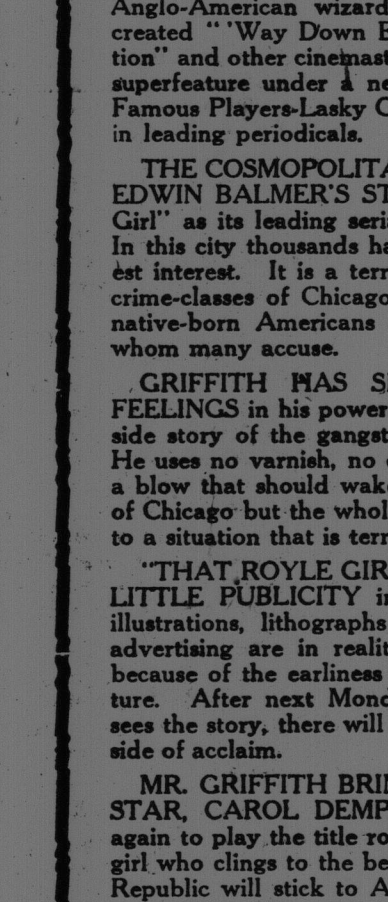 Anglo-American wizard
created " 'Way Down E
tion" and other cinemast
superfeature under a ne
Famous Players-Lasky C
in leading periodicals.
THE COSMOPOLITA
EDWIN BALMER'S ST
Girl" as its leading seri
In this city thousands ha
est interest. It is a terr
crime-classes of Chicago
native-born Americans
whom many accuse.
GRIFFITH HAS S
FEELINGS in his power
side story of the gangst
He uses no varnish, no
a blow that should wak
of Chicago but the whol
to a situation that is terr
"THAT ROYLE GIR
LITTLE PUBLICITY i
illustrations, lithographs
advertising are in realit
because of the earliness
ture. After next Mond
sees the story, there will
side of acclaim.
MR. GRIFFITH BRI
STAR, CAROL DEMP
again to play the title ro
girl who clings to the be
Republic will stick to A